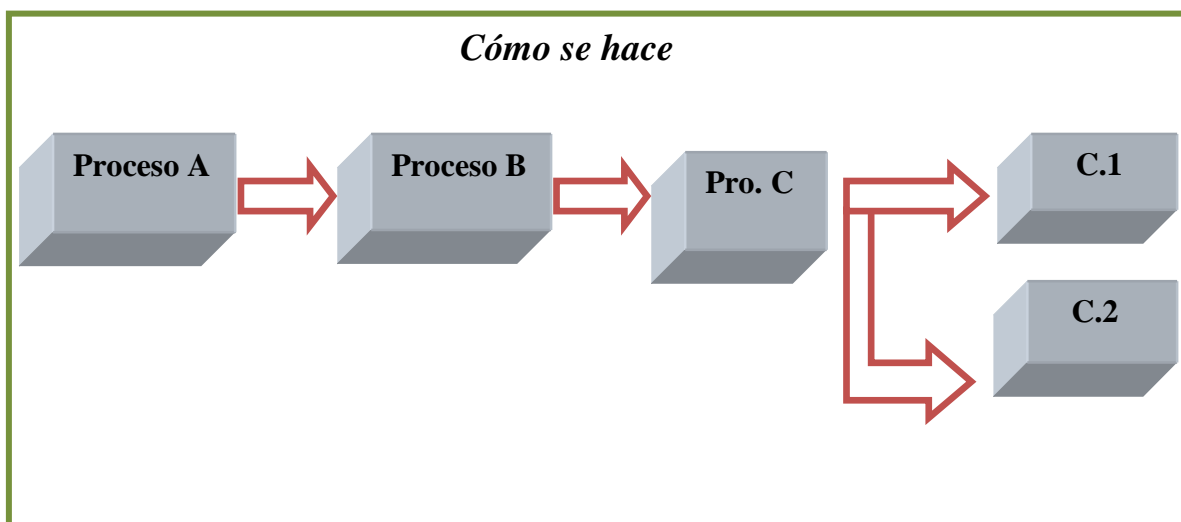 Cómo se hace
Proceso A
Proceso B
Pro. C
C.1
C.2